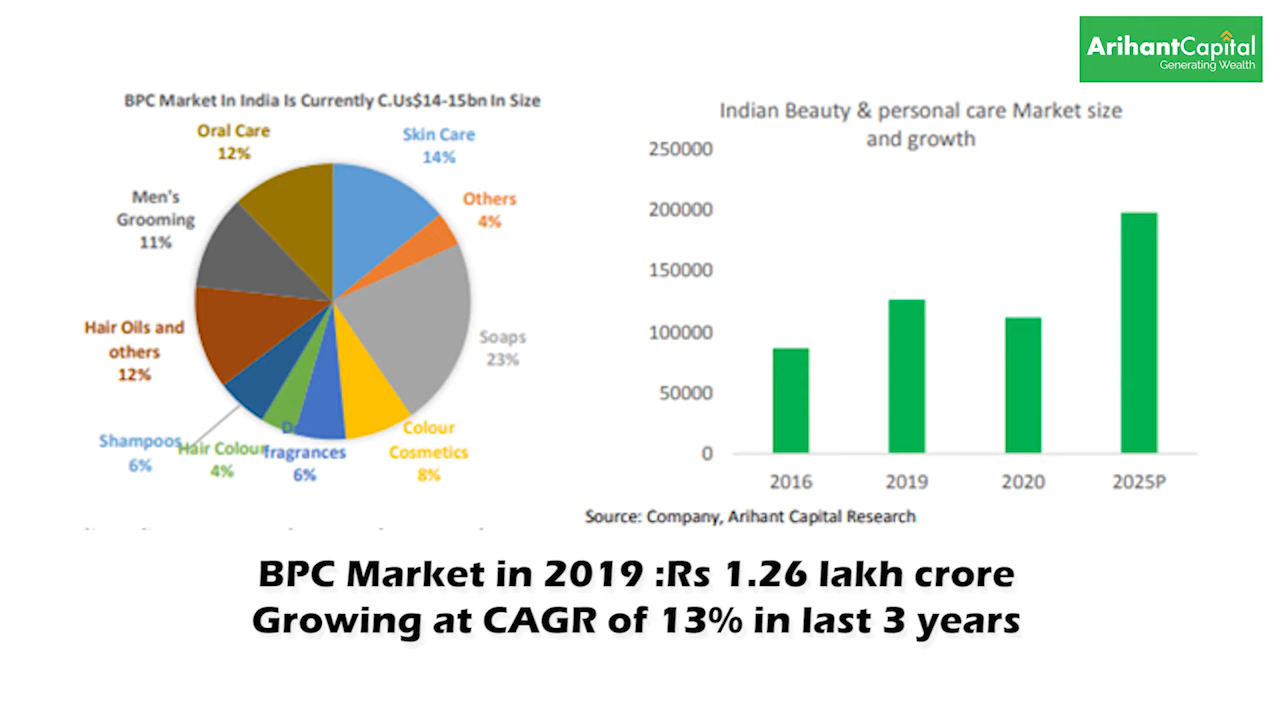 ArihantCapital
Generating Wealth
BPC Market In India Is Currently C.Us$14-15bn In Size
Oral Care
12%
Skin Care
14%
Men's
Grooming
11%
Others
4%
Hair Oils and
others
12%
Soaps
23%
Shampoos
6%
Hair Colour
4%
fragrances
6%
Colour
Cosmetics
8%
Indian Beauty & personal care Market size
and growth
250000
200000
150000
100000
50000
0
2016
2019
2020
2025P
Source: Company, Arihant Capital Research
BPC Market in 2019 :Rs 1.26 lakh crore
Growing at CAGR of 13% in last 3 years